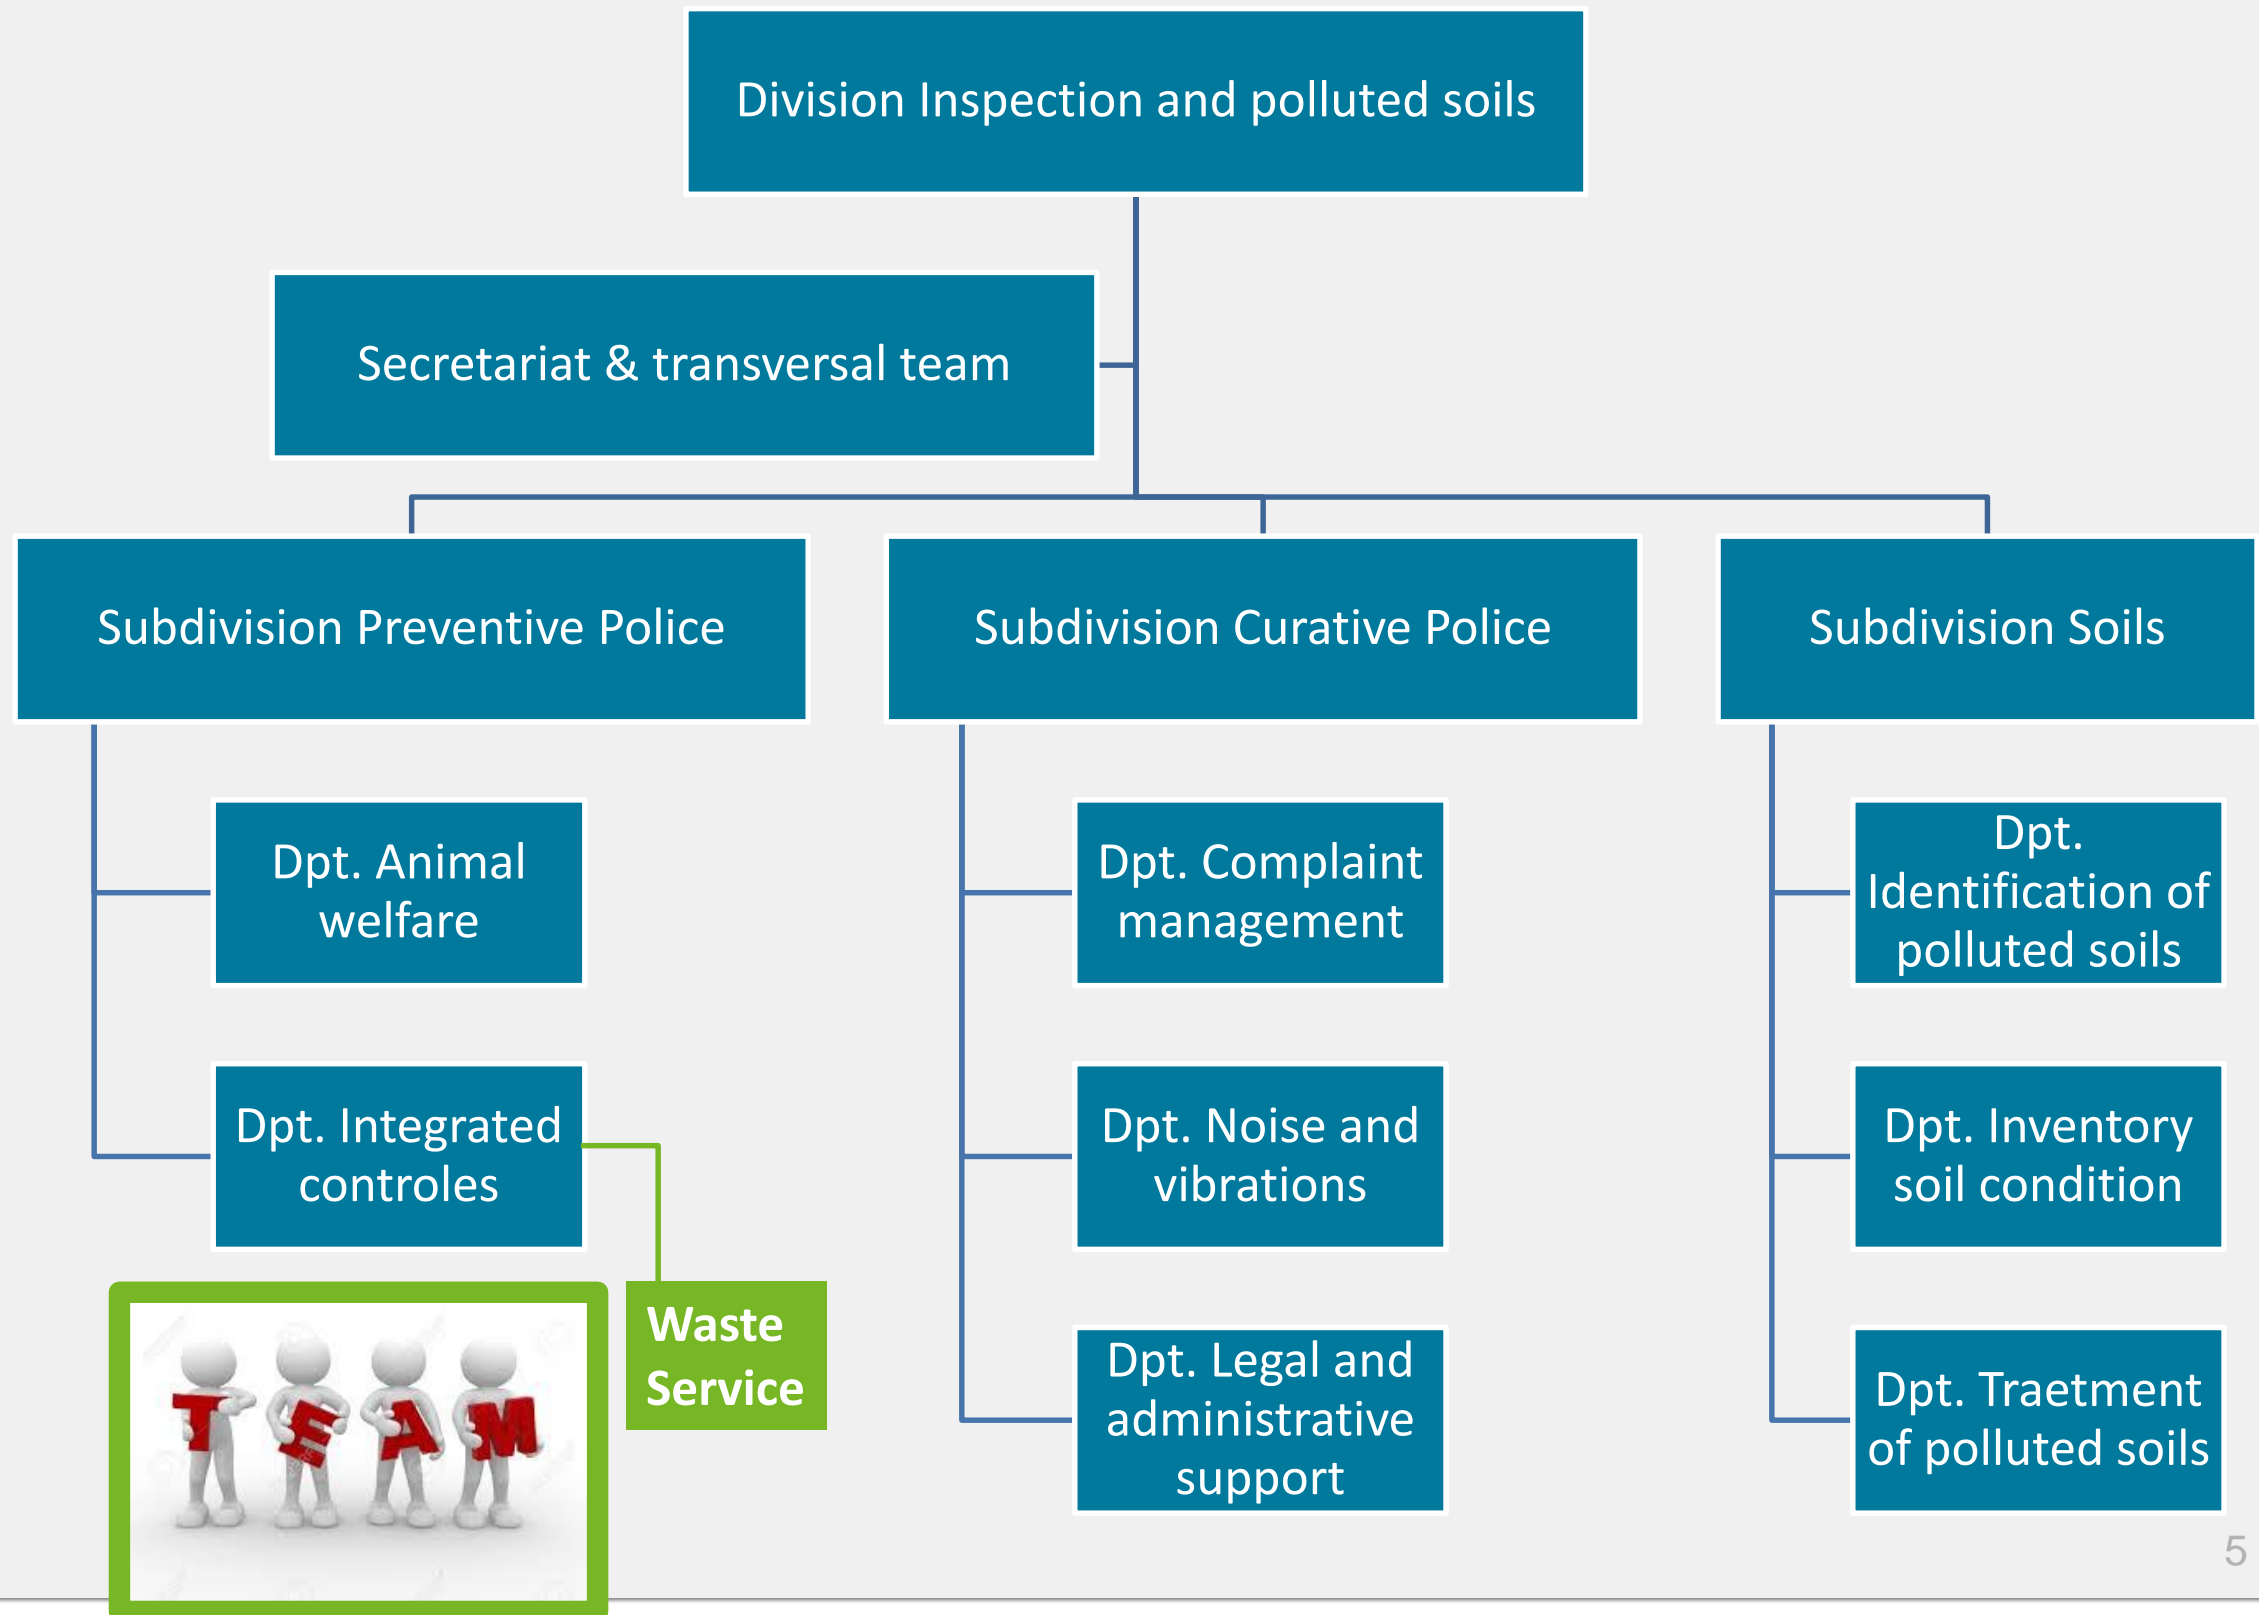 Division Inspection and polluted soils
Secretariat & transversal team
Subdivision Preventive Police
Subdivision Curative Police
Subdivision Soils
Dpt. Animal
welfare
Dpt. Integrated
controles
Waste
Service
TEAM
Dpt. Complaint
management
Dpt. Noise and
vibrations
Dpt. Legal and
administrative
support
Dpt.
Identification of
polluted soils
Dpt. Inventory
soil condition
Dpt. Traetment
of polluted soils
5